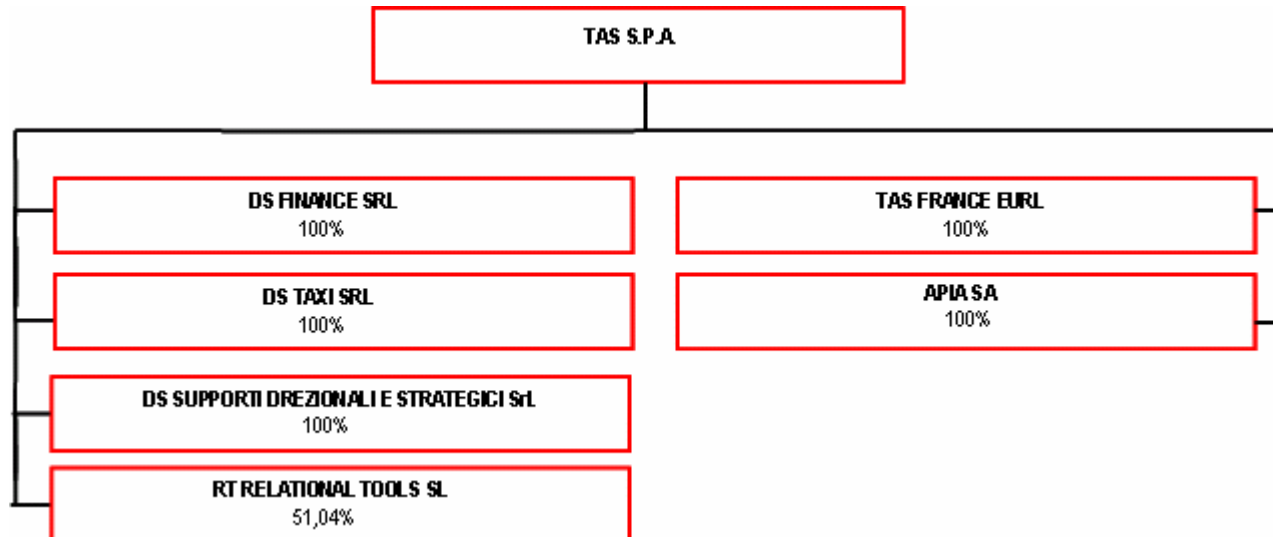 TAS S.P.A.
DS FINANCE SRL
100%
TAS FRANCE EURL
100%
DS TAXI SRL
100%
APIA SA
100%
DS SUPPORTI DREZIONALI E STRATEGICI SrL
100%
RT RELATIONAL TOOLS SL
51,04%